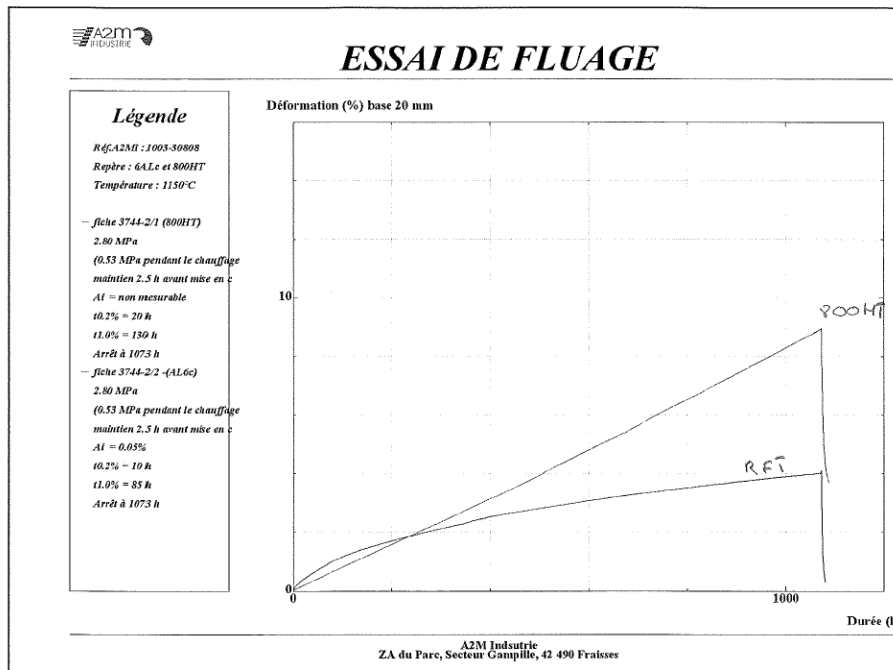 A2M
INDUSTRIE
ESSAI DE FLUAGE
Légende
Réf.A2MI : 1003-30808
Repère : 6ALc et 800HT
Température : 1150°C
— fiche 3744-2/1 (800HT)
2.80 MPa
(0.53 MPa pendant le chauffage
maintien 2.5 h avant mise en c
Ai = non mesurable
t0.2% = 20 h
t1.0% = 130 h
Arrêt à 1073 h
— fiche 3744-2/2 -(AL6c)
2.80 MPa
(0.53 MPa pendant le chauffage
maintien 2.5 h avant mise en c
Ai = 0.05%
t0.2% = 10 h
t1.0% = 85 h
Arrêt à 1073 h
Déformation (%) base 20 mm
10
800HT
RFT
0
0 1000
Durée (h
A2M Indsutrie
ZA du Parc, Secteur Gampille, 42 490 Fraisses